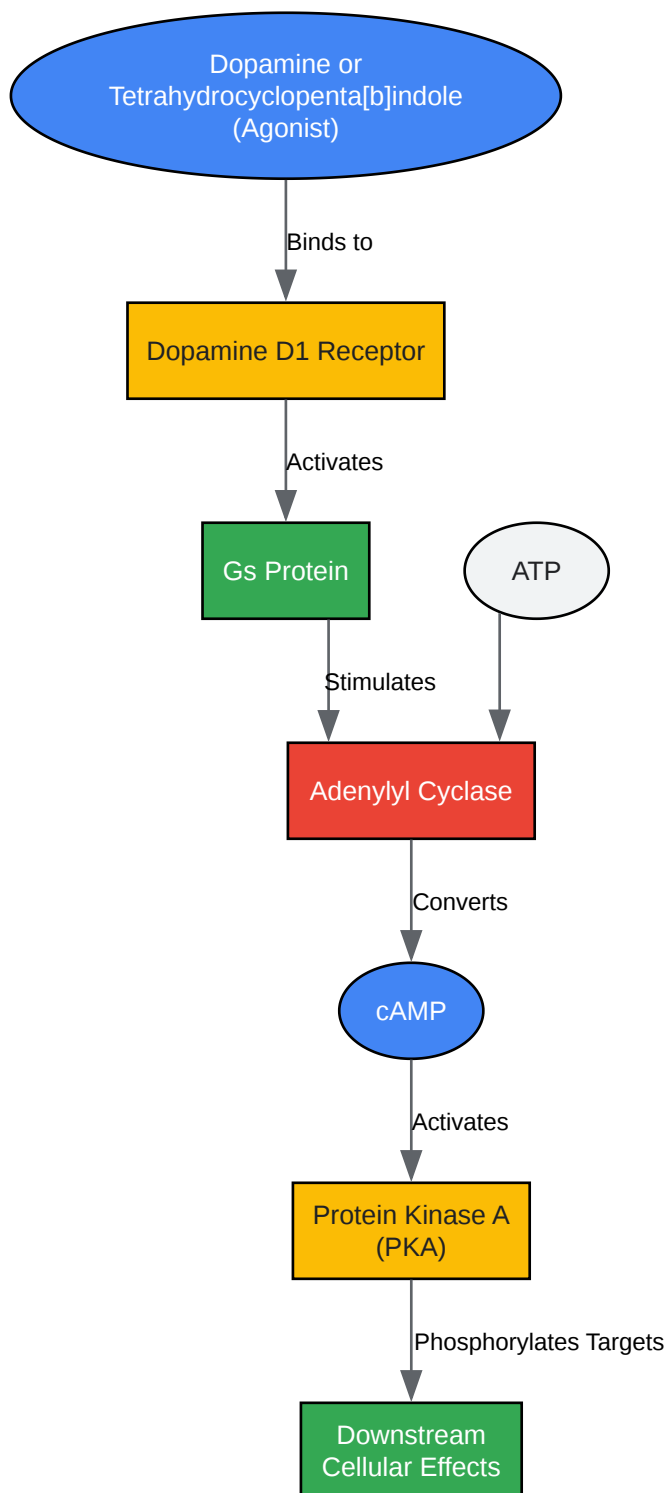 Dopamine or
Tetrahydrocyclopenta[b]indole
(Agonist)
Binds to
Dopamine D1 Receptor
Activates
Gs Protein
ATP
Stimulates
Adenylyl Cyclase
Converts
cAMP
Activates
Protein Kinase A
(PKA)
Phosphorylates Targets
Downstream
Cellular Effects